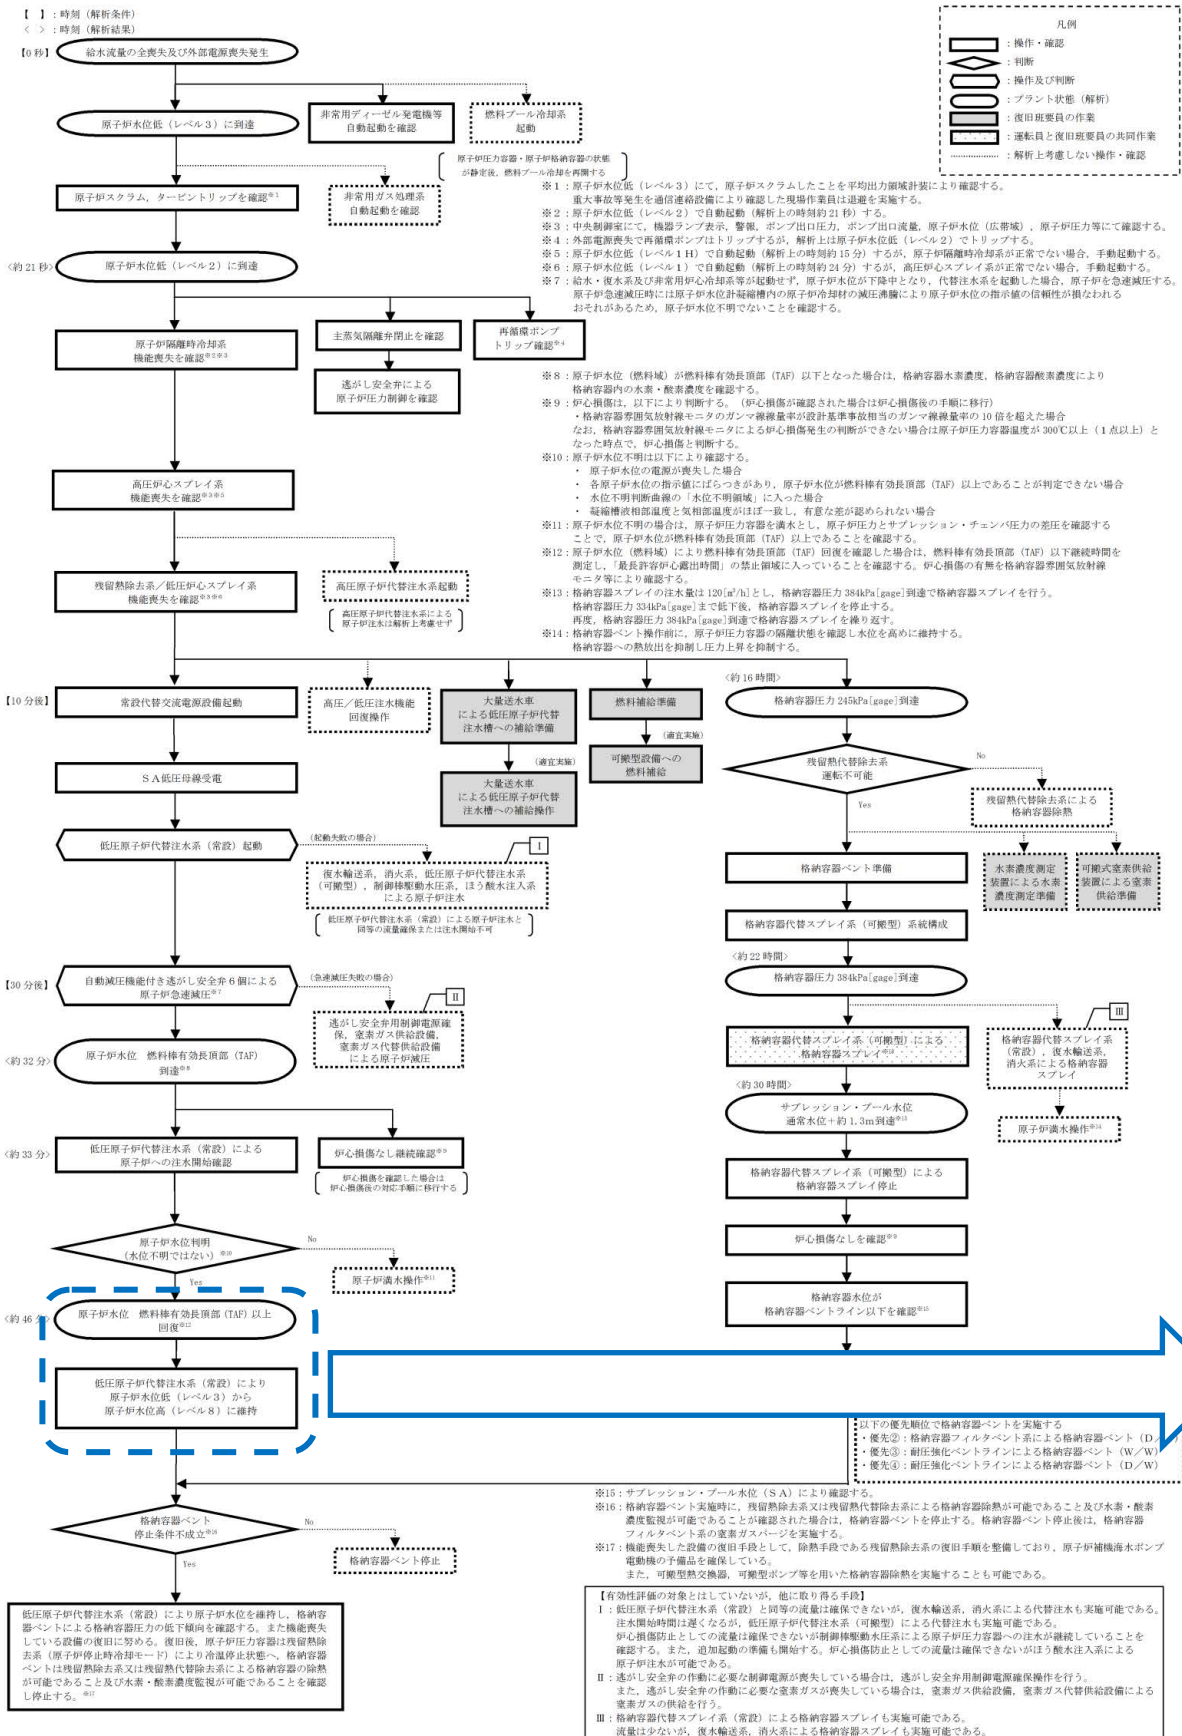 【 】：時刻（解析条件）
〈 〉：時刻（解析結果）
【0秒】
給水流量の全喪失及び外部電源喪失発生
原子炉水位低（レベル３）に到達
非常用ディーゼル発電機等
自動起動を確認
燃料プール冷却系
起動
原子炉圧力容器・原子炉格納容器の状態
が静定後，燃料プール冷却を再開する
原子炉スクラム，タービントリップを確認※1
非常用ガス処理系
自動起動を確認
〈約21秒〉
原子炉水位低（レベル２）に到達
原子炉隔離時冷却系
機能喪失を確認※2※3
主蒸気隔離弁閉止を確認
再循環ポンプ
トリップ確認※4
逃がし安全弁による
原子炉圧力制御を確認
高圧炉心スプレイ系
機能喪失を確認※3※5
残留熱除去系／低圧炉心スプレイ系
機能喪失を確認※3※6
高圧原子炉代替注水系起動
高圧原子炉代替注水系による
原子炉注水は解析上考慮せず
凡例
：操作・確認
：判断
：操作及び判断
：プラント状態（解析）
：復旧班要員の作業
：運転員と復旧班要員の共同作業
：解析上考慮しない操作・確認
※１：原子炉水位低（レベル３）にて，原子炉スクラムしたことを平均出力領域計装により確認する。
重大事故等発生を通信連絡設備により確認した現場作業員は退避を実施する。
※２：原子炉水位低（レベル２）で自動起動（解析上の時刻約21秒）する。
※３：中央制御室にて，機器ランプ表示，警報，ポンプ出口圧力，ポンプ出口流量，原子炉水位（広帯域），原子炉圧力等にて確認する。
※４：外部電源喪失で再循環ポンプはトリップするが，解析上は原子炉水位低（レベル２）でトリップする。
※５：原子炉水位低（レベル１H）で自動起動（解析上の時刻約15分）するが，原子炉隔離時冷却系が正常でない場合，手動起動する。
※６：原子炉水位低（レベル１）で自動起動（解析上の時刻約24分）するが，高圧炉心スプレイ系が正常でない場合，手動起動する。
※７：給水・復水系及び非常用炉心冷却系等が起動せず，原子炉水位が下降中となり，代替注水系を起動した場合，原子炉を急速減圧する。
原子炉急速減圧時には原子炉水位計凝縮槽内の原子炉冷却材の減圧沸騰により原子炉水位の指示値の信頼性が損なわれる
おそれがあるため，原子炉水位不明でないことを確認する。
※８：原子炉水位（燃料域）が燃料棒有効長頂部（TAF）以下となった場合は，格納容器水素濃度，格納容器酸素濃度により
格納容器内の水素・酸素濃度を確認する。
※９：炉心損傷は，以下により判断する。（炉心損傷が確認された場合は炉心損傷後の手順に移行）
・格納容器雰囲気放射線モニタのガンマ線線量率が設計基準事故相当のガンマ線線量率の10倍を超えた場合
なお，格納容器雰囲気放射線モニタによる炉心損傷発生の判断ができない場合は原子炉圧力容器温度が300℃以上（１点以上）と
なった時点で，炉心損傷と判断する。
※10：原子炉水位不明は以下により確認する。
・ 原子炉水位の電源が喪失した場合
・ 各原子炉水位の指示値にばらつきがあり，原子炉水位が燃料棒有効長頂部（TAF）以上であることが判定できない場合
・ 水位不明判断曲線の「水位不明領域」に入った場合
・ 凝縮槽液相部温度と気相部温度がほぼ一致し，有意な差が認められない場合
※11：原子炉水位不明の場合は，原子炉圧力容器を満水とし，原子炉圧力とサプレッション・チェンバ圧力の差圧を確認する
ことで，原子炉水位が燃料棒有効長頂部（TAF）以上であることを確認する。
※12：原子炉水位（燃料域）により燃料棒有効長頂部（TAF）回復を確認した場合は，燃料棒有効長頂部（TAF）以下継続時間を
測定し，「最長許容炉心露出時間」の禁止領域に入っていることを確認する。炉心損傷の有無を格納容器雰囲気放射線
モニタ等により確認する。
※13：格納容器スプレイの注水量は120[m³/h]とし，格納容器圧力384kPa[gage]到達で格納容器スプレイを行う。
格納容器圧力334kPa[gage]まで低下後，格納容器スプレイを停止する。
再度，格納容器圧力384kPa[gage]到達で格納容器スプレイを繰り返す。
※14：格納容器ベント操作前に，原子炉圧力容器の隔離状態を確認し水位を高めに維持する。
格納容器への熱放出を抑制し圧力上昇を抑制する。
【10分後】
常設代替交流電源設備起動
高圧／低圧注水機能
回復操作
大量送水車
による低圧原子炉代替
注水槽への補給準備
燃料補給準備
（適宜実施）
（適宜実施）
大量送水車
による低圧原子炉代替
注水槽への補給操作
可搬型設備への
燃料補給
ＳＡ低圧母線受電
低圧原子炉代替注水系（常設）起動
（起動失敗の場合）
Ⅰ
復水輸送系，消火系，低圧原子炉代替注水系
（可搬型），制御棒駆動水圧系，ほう酸水注入系
による原子炉注水
低圧原子炉代替注水系（常設）による原子炉注水と
同等の流量確保または注水開始不可
【30分後】
自動減圧機能付き逃がし安全弁６個による
原子炉急速減圧※7
（急速減圧失敗の場合）
Ⅱ
逃がし安全弁用制御電源確
保，窒素ガス供給設備，
窒素ガス代替供給設備
による原子炉減圧
〈約32分〉
原子炉水位 燃料棒有効長頂部（TAF）
到達※8
〈約33分〉
低圧原子炉代替注水系（常設）による
原子炉への注水開始確認
炉心損傷なし継続確認※9
炉心損傷を確認した場合は
炉心損傷後の対応手順に移行する
原子炉水位判明
（水位不明ではない）※10
No
Yes
原子炉満水操作※11
〈約46分〉
原子炉水位 燃料棒有効長頂部（TAF）以上
回復※12
低圧原子炉代替注水系（常設）により
原子炉水位低（レベル３）から
原子炉水位高（レベル８）に維持
〈約16時間〉
格納容器圧力245kPa[gage]到達
残留熱代替除去系
運転不可能
No
Yes
残留熱代替除去系による
格納容器除熱
格納容器ベント準備
水素濃度測定
装置による水素
濃度測定準備
可搬式窒素供給
装置による窒素
供給準備
格納容器代替スプレイ系（可搬型）系統構成
〈約22時間〉
格納容器圧力384kPa[gage]到達
Ⅲ
格納容器代替スプレイ系（可搬型）による
格納容器スプレイ※13
格納容器代替スプレイ系
（常設），復水輸送系，
消火系による格納容器
スプレイ
原子炉満水操作※14
〈約30時間〉
サプレッション・プール水位
通常水位＋約1.3m到達※15
格納容器代替スプレイ系（可搬型）による
格納容器スプレイ停止
炉心損傷なしを確認※9
格納容器水位が
格納容器ベントライン以下を確認※15
以下の優先順位で格納容器ベントを実施する
・優先②：格納容器フィルタベント系による格納容器ベント（D／
・優先③：耐圧強化ベントラインによる格納容器ベント（W／W）
・優先④：耐圧強化ベントラインによる格納容器ベント（D／W）
格納容器ベント
停止条件不成立※16
No
Yes
格納容器ベント停止
低圧原子炉代替注水系（常設）により原子炉水位を維持し，格納容
器ベントによる格納容器圧力の低下傾向を確認する。また機能喪失
している設備の復旧に努める。復旧後，原子炉圧力容器は残留熱除
去系（原子炉停止時冷却モード）により冷温停止状態へ，格納容器
ベントは残留熱除去系又は残留熱代替除去系による格納容器の除熱
が可能であること及び水素・酸素濃度監視が可能であることを確認
し停止する。※17
※15：サプレッション・プール水位（ＳＡ）により確認する。
※16：格納容器ベント実施時に，残留熱除去系又は残留熱代替除去系による格納容器除熱が可能であること及び水素・酸素
濃度監視が可能であることが確認された場合は，格納容器ベントを停止する。格納容器ベント停止後は，格納容器
フィルタベント系の窒素ガスパージを実施する。
※17：機能喪失した設備の復旧手段として，除熱手段である残留熱除去系の復旧手順を整備しており，原子炉補機海水ポンプ
電動機の予備品を確保している。
また，可搬型熱交換器，可搬型ポンプ等を用いた格納容器除熱を実施することも可能である。
【有効性評価の対象とはしていないが，他に取り得る手段】
Ⅰ：低圧原子炉代替注水系（常設）と同等の流量は確保できないが，復水輸送系，消火系による代替注水も実施可能である。
注水開始時間は遅くなるが，低圧原子炉代替注水系（可搬型）による代替注水も実施可能である。
炉心損傷防止としての流量は確保できないが制御棒駆動水圧系による原子炉圧力容器への注水が継続していることを
確認する。また，追加起動の準備も開始する。炉心損傷防止としての流量は確保できないがほう酸水注入系による
原子炉注水が可能である。
Ⅱ：逃がし安全弁の作動に必要な制御電源が喪失している場合は，逃がし安全弁用制御電源確保操作を行う。
また，逃がし安全弁の作動に必要な窒素ガスが喪失している場合は，窒素ガス供給設備，窒素ガス代替供給設備による
窒素ガスの供給を行う。
Ⅲ：格納容器代替スプレイ系（常設）による格納容器スプレイも実施可能である。
流量は少ないが，復水輸送系，消火系による格納容器スプレイも実施可能である。